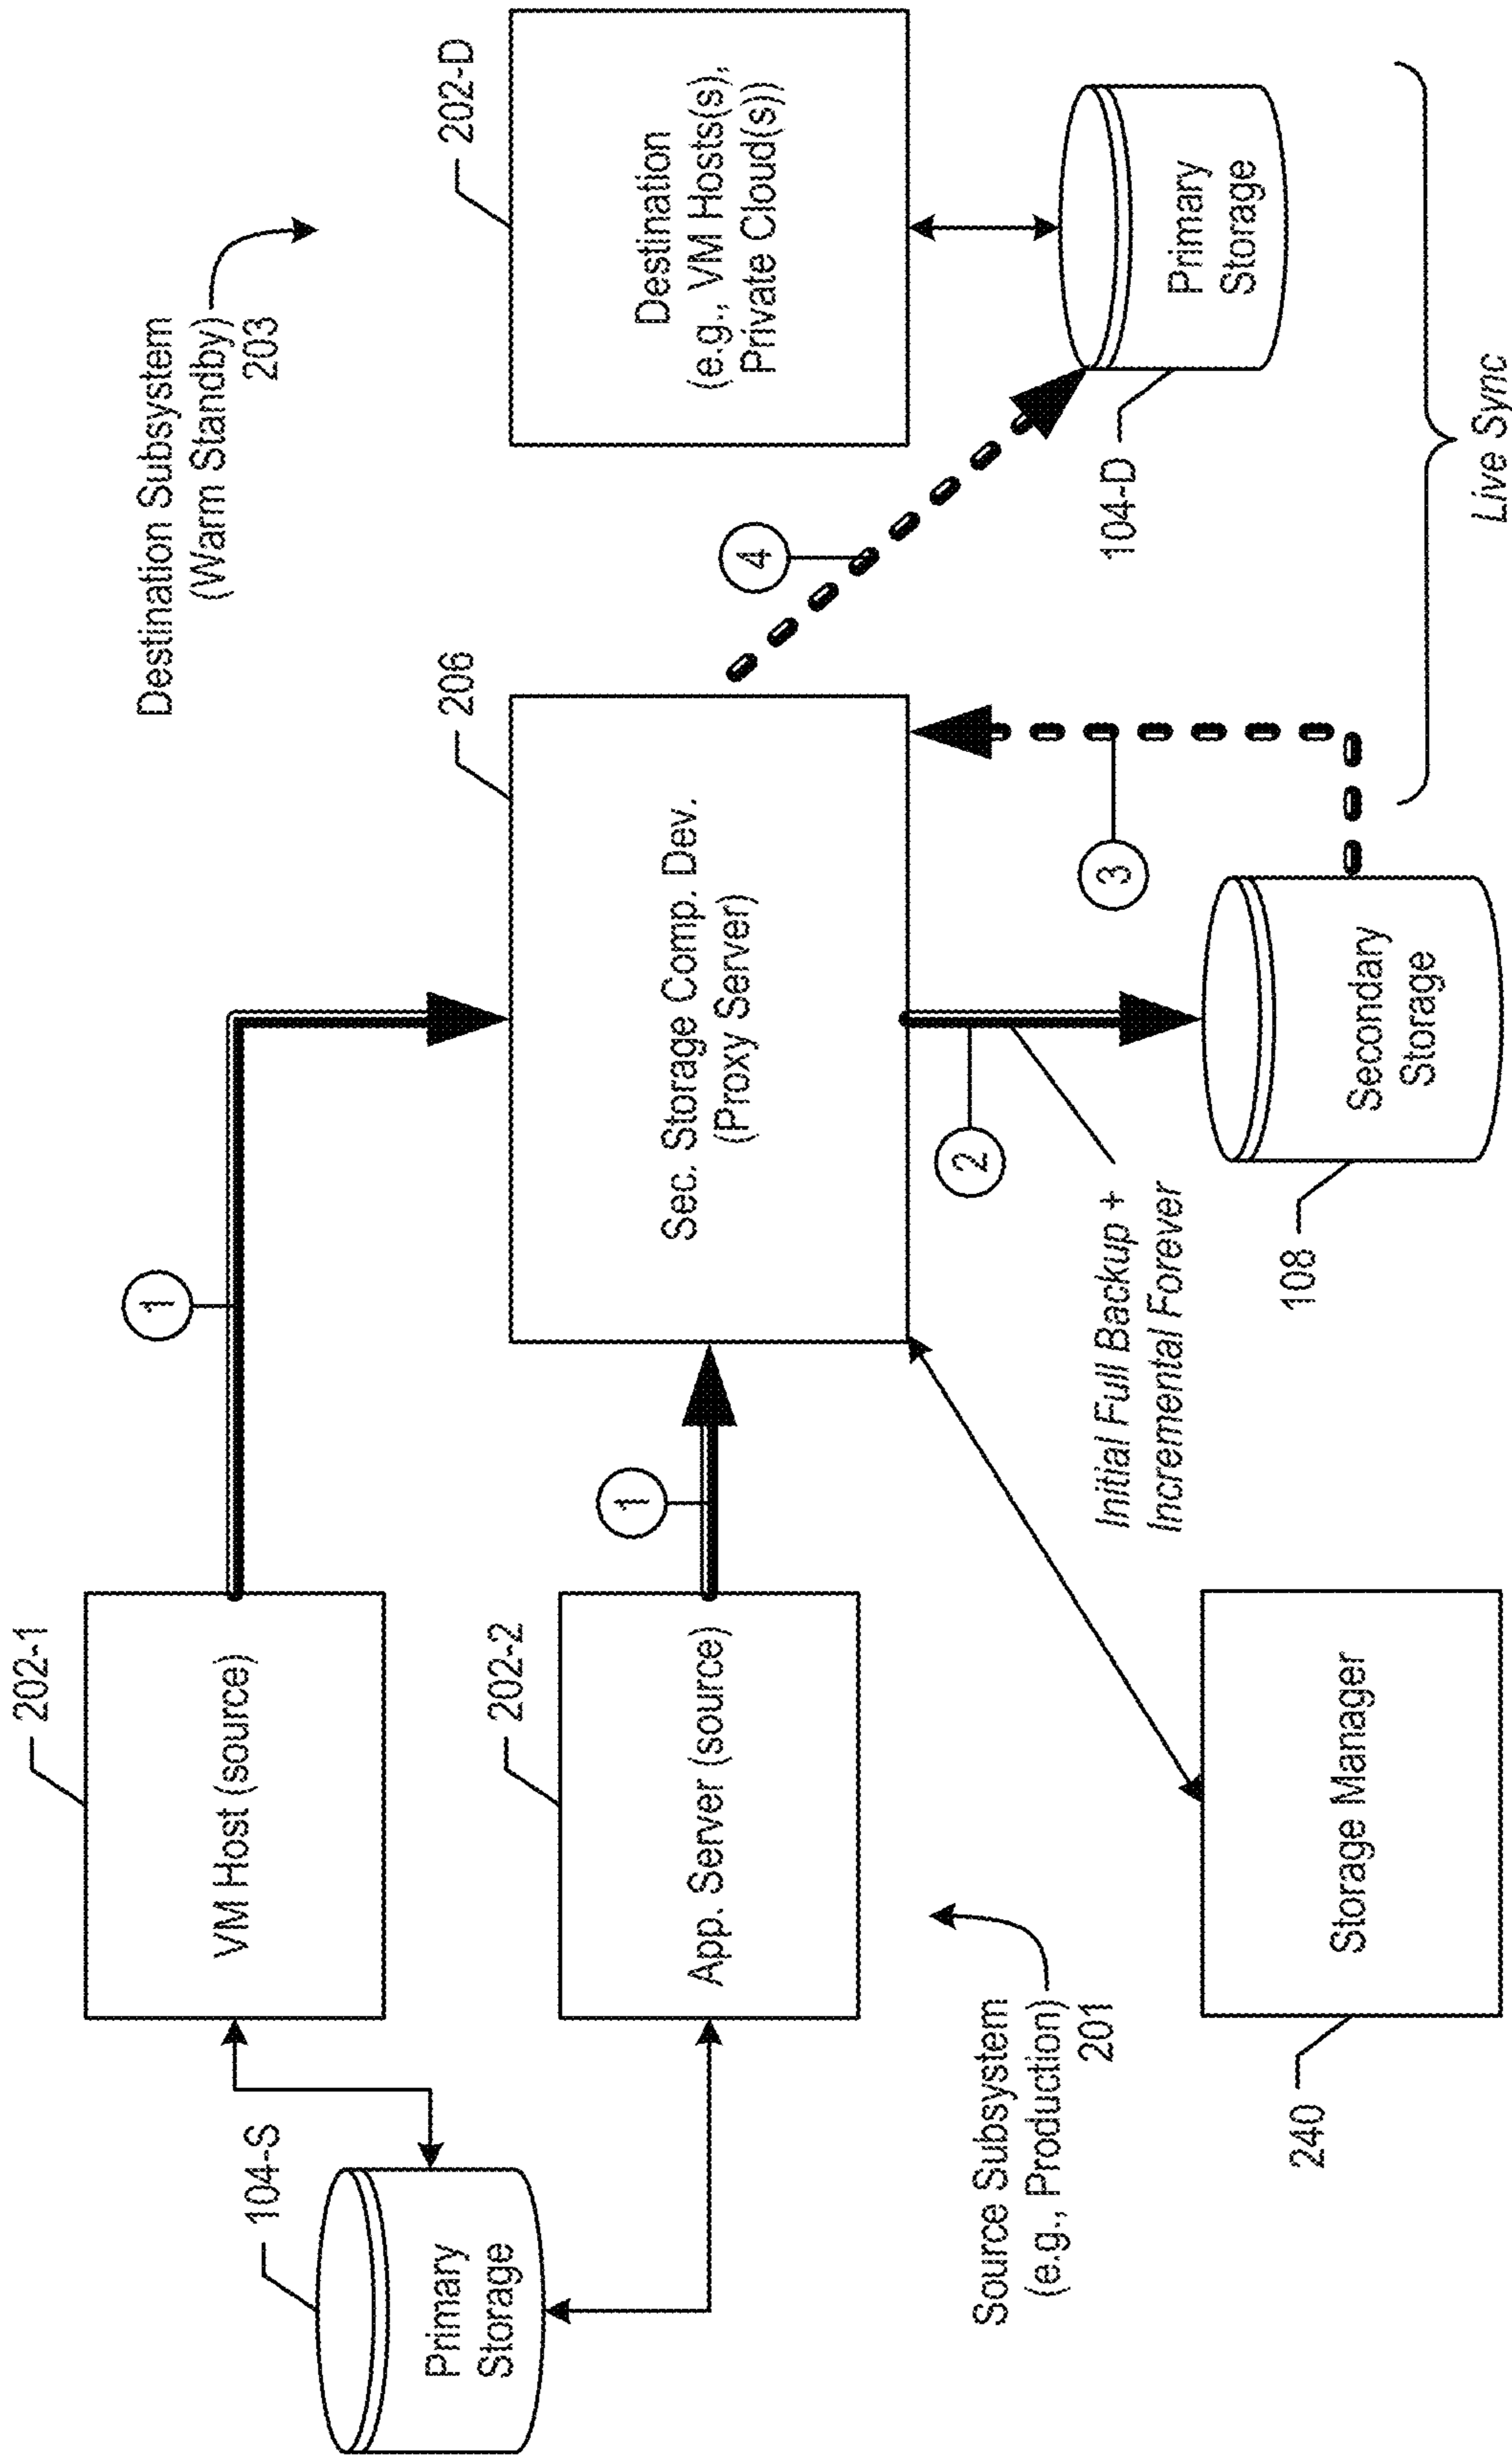 Destination Subsystem
(Warm Standby)
203
202-D
Destination
(e.g., VM Hosts(s),
Private Cloud(s))
Primary
Storage
104-D
Live Sync
4
206
Sec. Storage Comp. Dev.
(Proxy Server)
3
2
Secondary
Storage
108
Initial Full Backup +
Incremental Forever
1
1
202-1
VM Host (source)
202-2
App. Server (source)
104-S
Primary
Storage
Source Subsystem
(e.g., Production)
201
Storage Manager
240